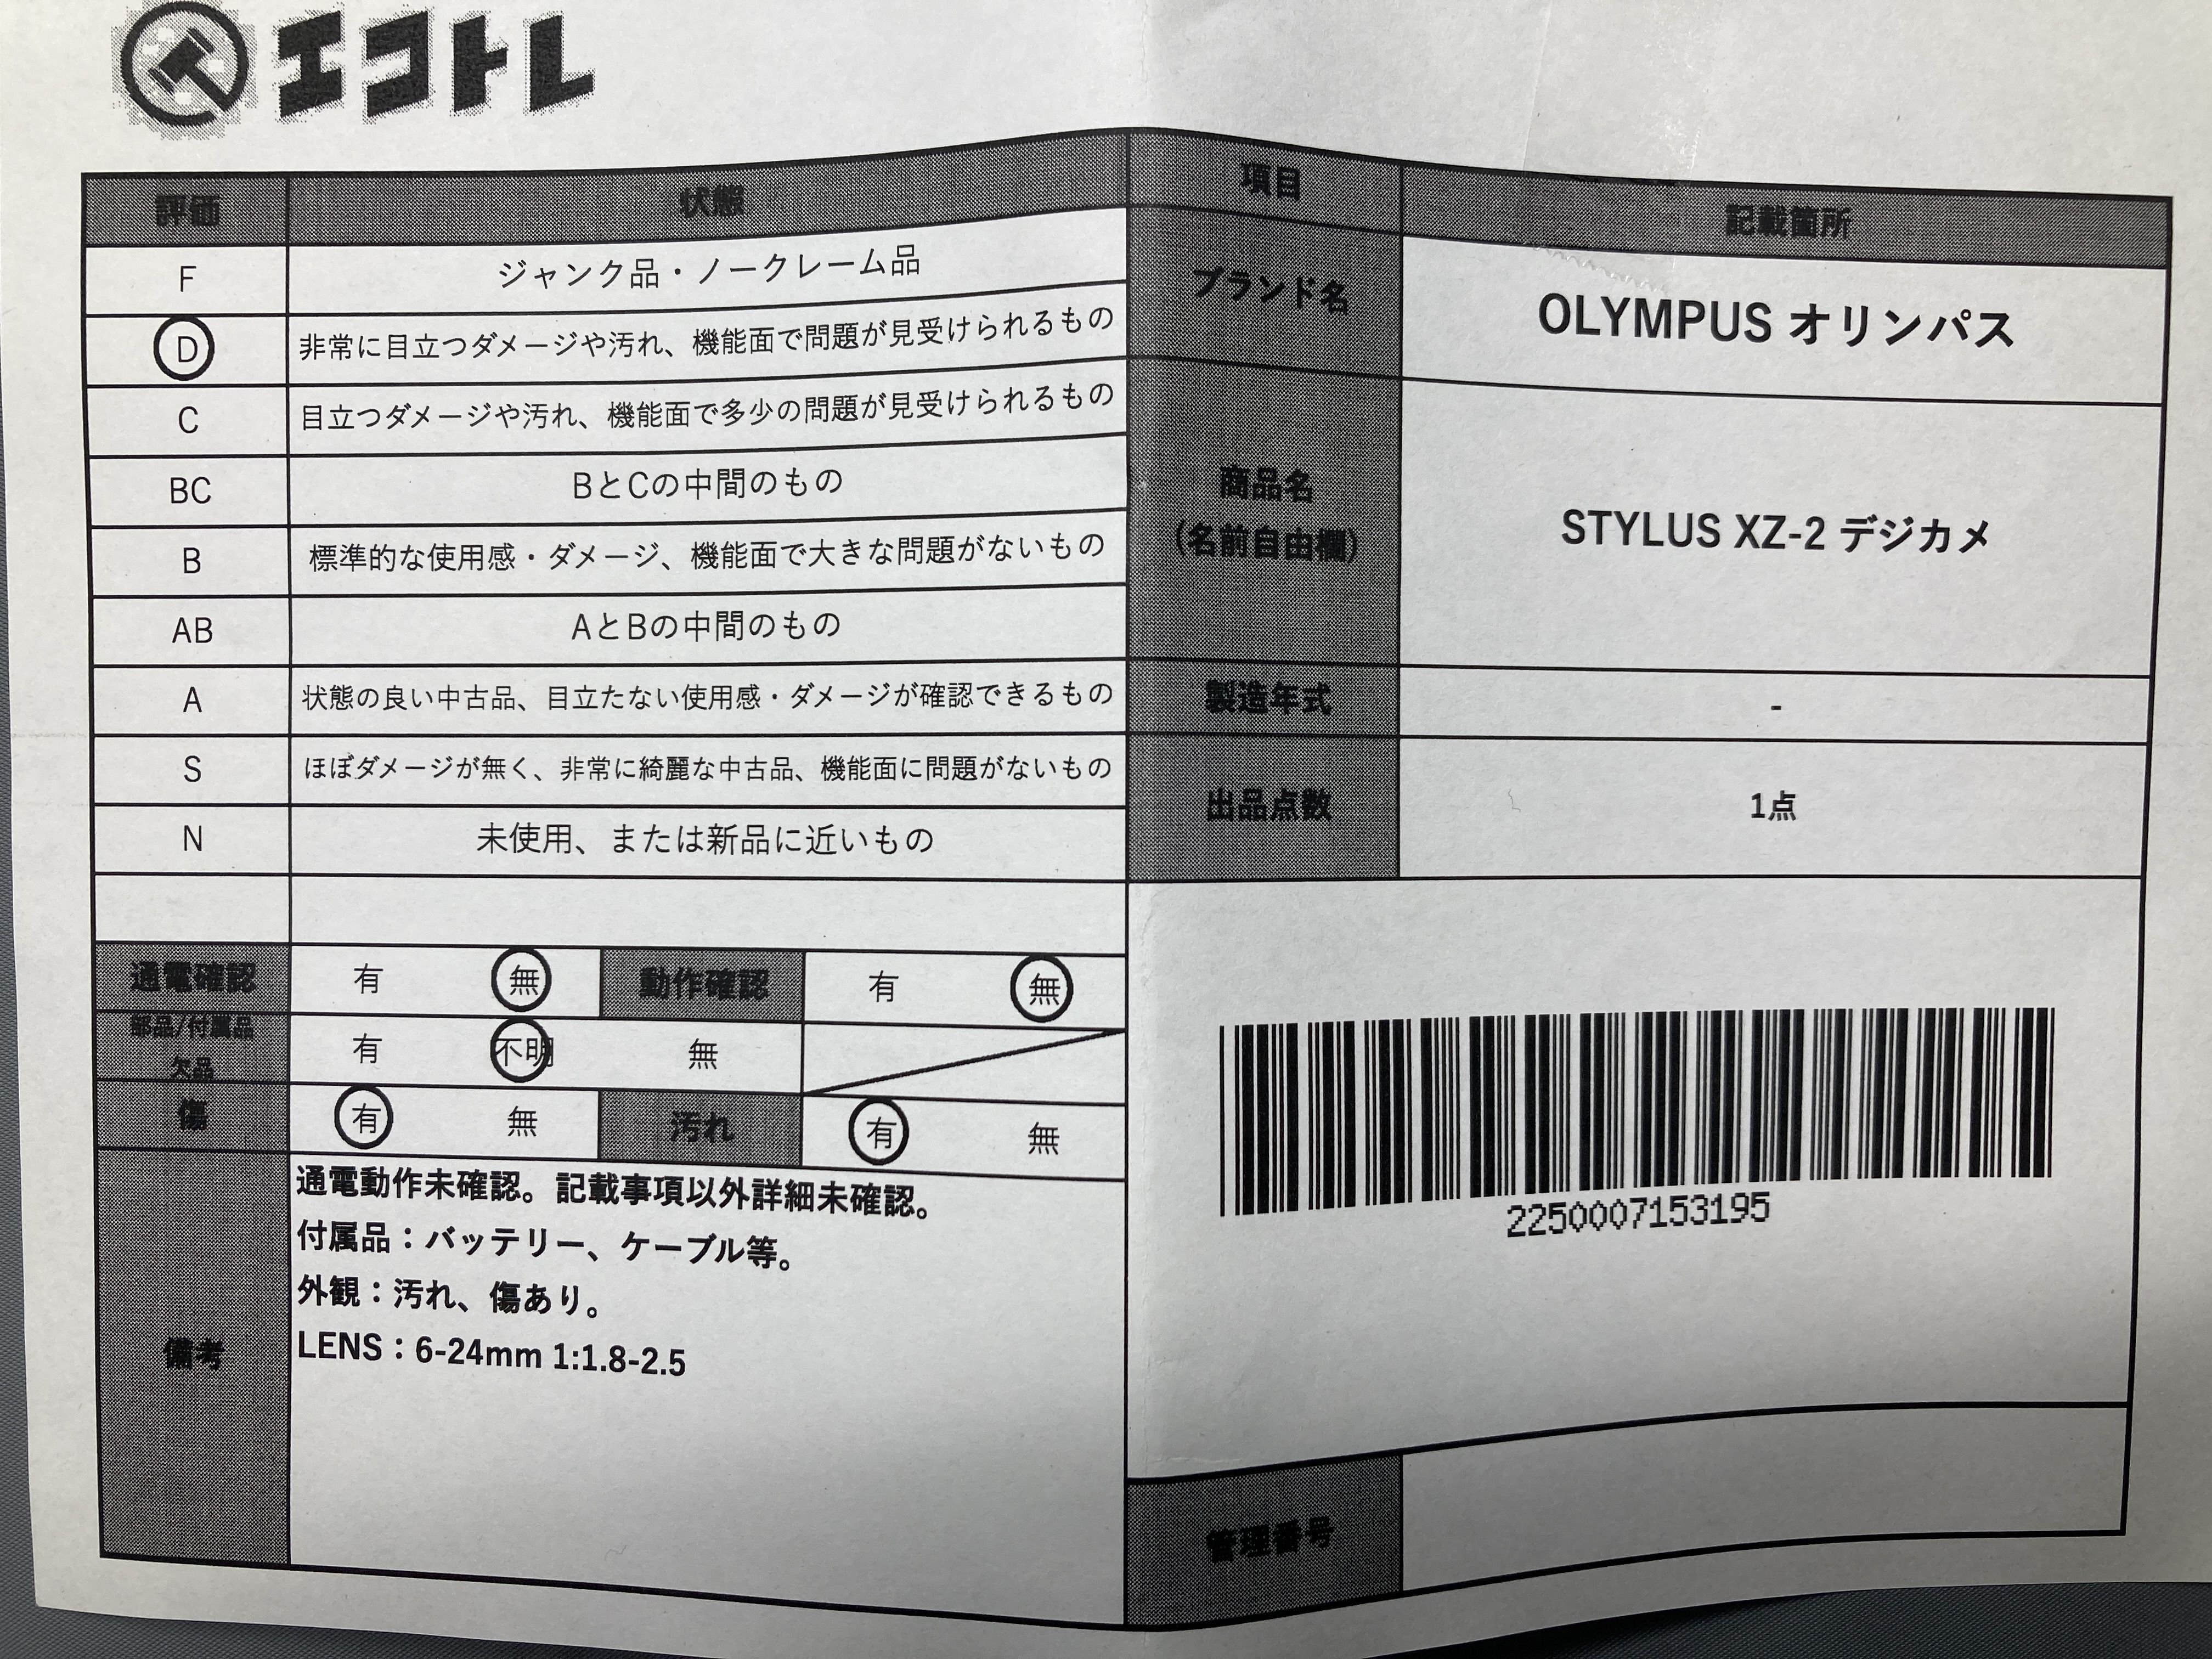 エコトレ
評価 状態
F ジャンク品・ノークレーム品
D 非常に目立つダメージや汚れ、機能面で問題が見受けられるもの
C 目立つダメージや汚れ、機能面で多少の問題が見受けられるもの
BC BとCの中間のもの
B 標準的な使用感・ダメージ、機能面で大きな問題がないもの
AB AとBの中間のもの
A 状態の良い中古品、目立たない使用感・ダメージが確認できるもの
S ほぼダメージが無く、非常に綺麗な中古品、機能面に問題がないもの
N 未使用、または新品に近いもの
通電確認 有 無 動作確認 有 無
部品/付属品
欠品
有 不明 無
傷 有 無 汚れ 有 無
備考
通電動作未確認。記載事項以外詳細未確認。
付属品：バッテリー、ケーブル等。
外観：汚れ、傷あり。
LENS：6-24mm 1:1.8-2.5
項目 記載箇所
ブランド名 OLYMPUS オリンパス
商品名
（名前自由欄）
STYLUS XZ-2 デジカメ
製造年式 -
出品点数 1点
2250007153195
管理番号